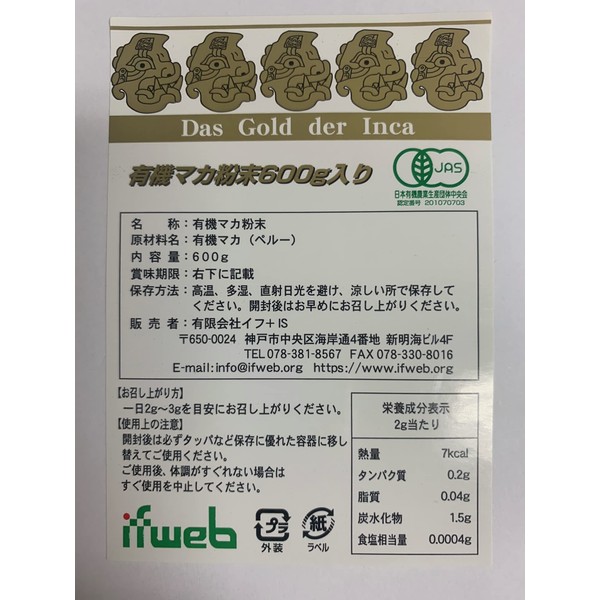 Das Gold der Inca
有機マカ粉末600g入り
JAS
日本有機農業生産団体中央会
認定番号 201070703
名 称：有機マカ粉末
原材料名：有機マカ（ペルー）
内 容 量：600g
賞味期限：右下に記載
保存方法：高温、多湿、直射日光を避け、涼しい所で保存して
ください。開封後はお早めにお召し上がりください。
販 売 者：有限会社イフ+IS
〒650-0024 神戸市中央区海岸通4番地 新明海ビル4F
TEL 078-381-8567 FAX 078-330-8016
E-mail:info@ifweb.org https://www.ifweb.org
【お召し上がり方】
一日2g～3gを目安にお召し上がりください。
【使用上の注意】
開封後は必ずタッパなど保存に優れた容器に移し
替えてご使用ください。
ご使用後、体調がすぐれない場合は
すぐ使用を中止してください。
栄養成分表示
2g当たり
熱量 7kcal
タンパク質 0.2g
脂質 0.04g
炭水化物 1.5g
食塩相当量 0.0004g
ifweb
プラ
外装
紙
ラベル